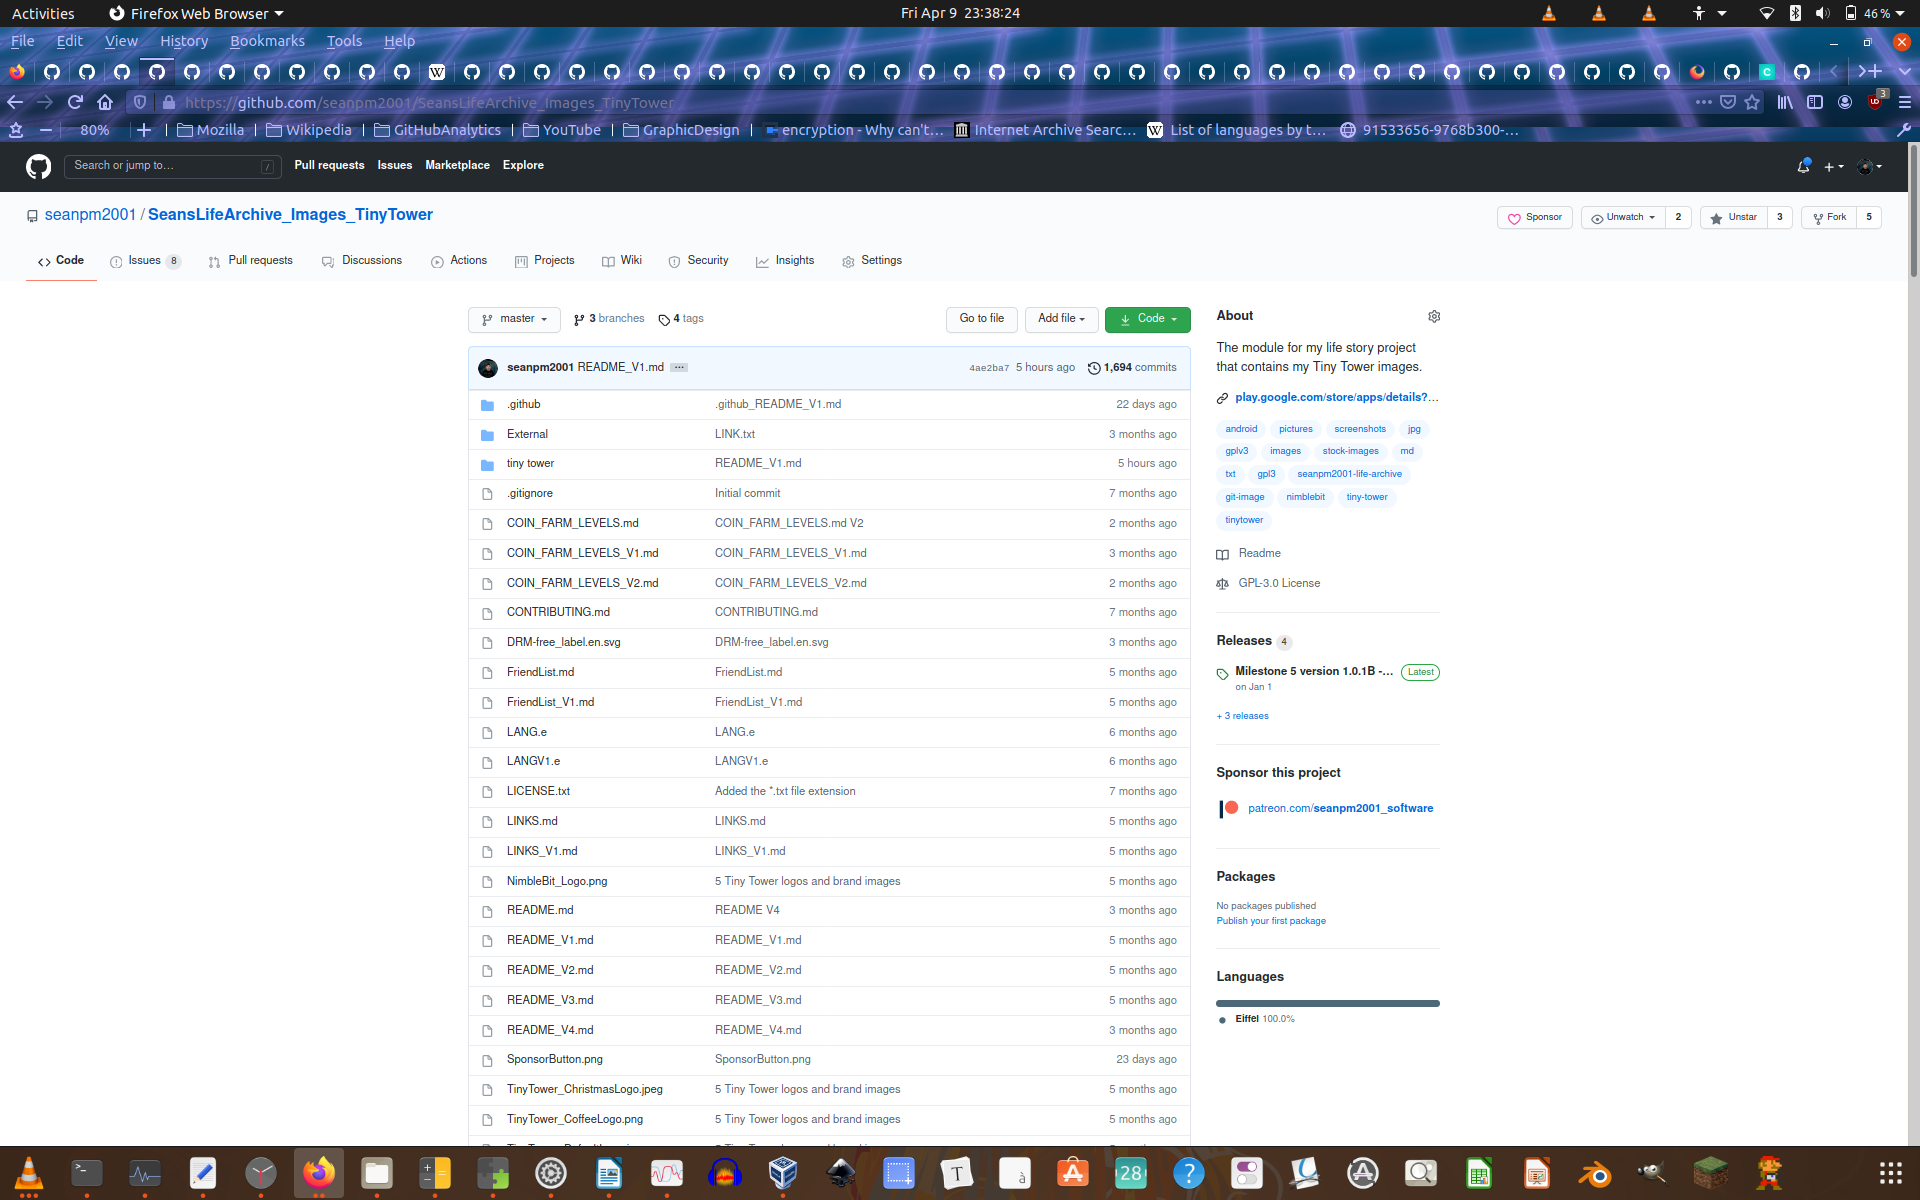 Activities Firefox Web Browser Fri Apr 9 23:38:24 46%
File Edit View History Bookmarks Tools Help
https://github.com/seanpm2001/SeansLifeArchive_Images_TinyTower 3
80% Mozilla Wikipedia GitHubAnalytics YouTube GraphicDesign encryption - Why can't... Internet Archive Searc... List of languages by t... 91533656-9768b300-...
Search or jump to... / Pull requests Issues Marketplace Explore
seanpm2001 / SeansLifeArchive_Images_TinyTower Sponsor Unwatch 2 Unstar 3 Fork 5
Code Issues 8 Pull requests Discussions Actions Projects Wiki Security Insights Settings
master 3 branches 4 tags Go to file Add file Code
seanpm2001 README_V1.md ... 4ae2ba7 5 hours ago 1,694 commits
.github .github_README_V1.md 22 days ago
External LINK.txt 3 months ago
tiny tower README_V1.md 5 hours ago
.gitignore Initial commit 7 months ago
COIN_FARM_LEVELS.md COIN_FARM_LEVELS.md V2 2 months ago
COIN_FARM_LEVELS_V1.md COIN_FARM_LEVELS_V1.md 3 months ago
COIN_FARM_LEVELS_V2.md COIN_FARM_LEVELS_V2.md 2 months ago
CONTRIBUTING.md CONTRIBUTING.md 7 months ago
DRM-free_label.en.svg DRM-free_label.en.svg 3 months ago
FriendList.md FriendList.md 5 months ago
FriendList_V1.md FriendList_V1.md 5 months ago
LANG.e LANG.e 6 months ago
LANGV1.e LANGV1.e 6 months ago
LICENSE.txt Added the *.txt file extension 7 months ago
LINKS.md LINKS.md 5 months ago
LINKS_V1.md LINKS_V1.md 5 months ago
NimbleBit_Logo.png 5 Tiny Tower logos and brand images 5 months ago
README.md README V4 3 months ago
README_V1.md README_V1.md 5 months ago
README_V2.md README_V2.md 5 months ago
README_V3.md README_V3.md 5 months ago
README_V4.md README_V4.md 3 months ago
SponsorButton.png SponsorButton.png 23 days ago
TinyTower_ChristmasLogo.jpeg 5 Tiny Tower logos and brand images 5 months ago
TinyTower_CoffeeLogo.png 5 Tiny Tower logos and brand images 5 months ago
About
The module for my life story project
that contains my Tiny Tower images.
play.google.com/store/apps/details?...
android pictures screenshots jpg
gplv3 images stock-images md
txt gpl3 seanpm2001-life-archive
git-image nimblebit tiny-tower
tinytower
Readme
GPL-3.0 License
Releases 4
Milestone 5 version 1.0.1B -... Latest
on Jan 1
+ 3 releases
Sponsor this project
patreon.com/seanpm2001_software
Packages
No packages published
Publish your first package
Languages
Eiffel 100.0%